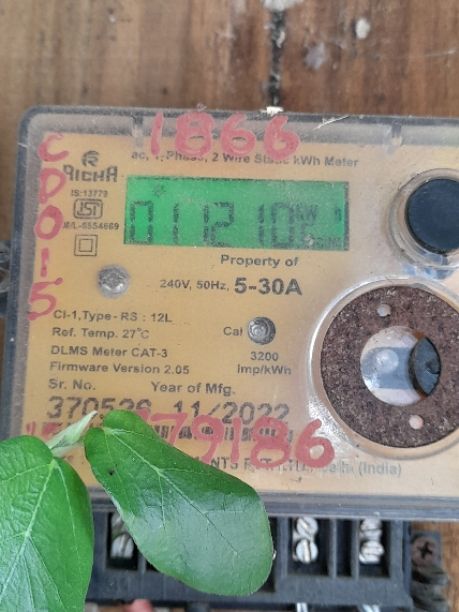 1866
ac, 1, Phase, 2 Wire Static kWh Meter
RICHA
IS:13779
ISI
M/L-5554669
CD015
Property of
240V, 50Hz, 5-30A
Cl-1,Type - RS : 12L
Ref. Temp. 27°C
Cal
DLMS Meter CAT-3
3200
Firmware Version 2.05
Imp/kWh
Sr. No. Year of Mfg.
370526 11/2022
79186
Delhi (India)